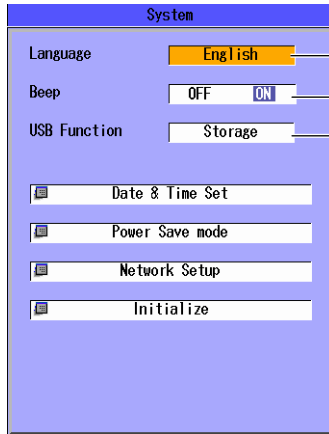 System
Language English
Beep OFF ON
USB Function Storage
Date & Time Set
Power Save mode
Network Setup
Initialize